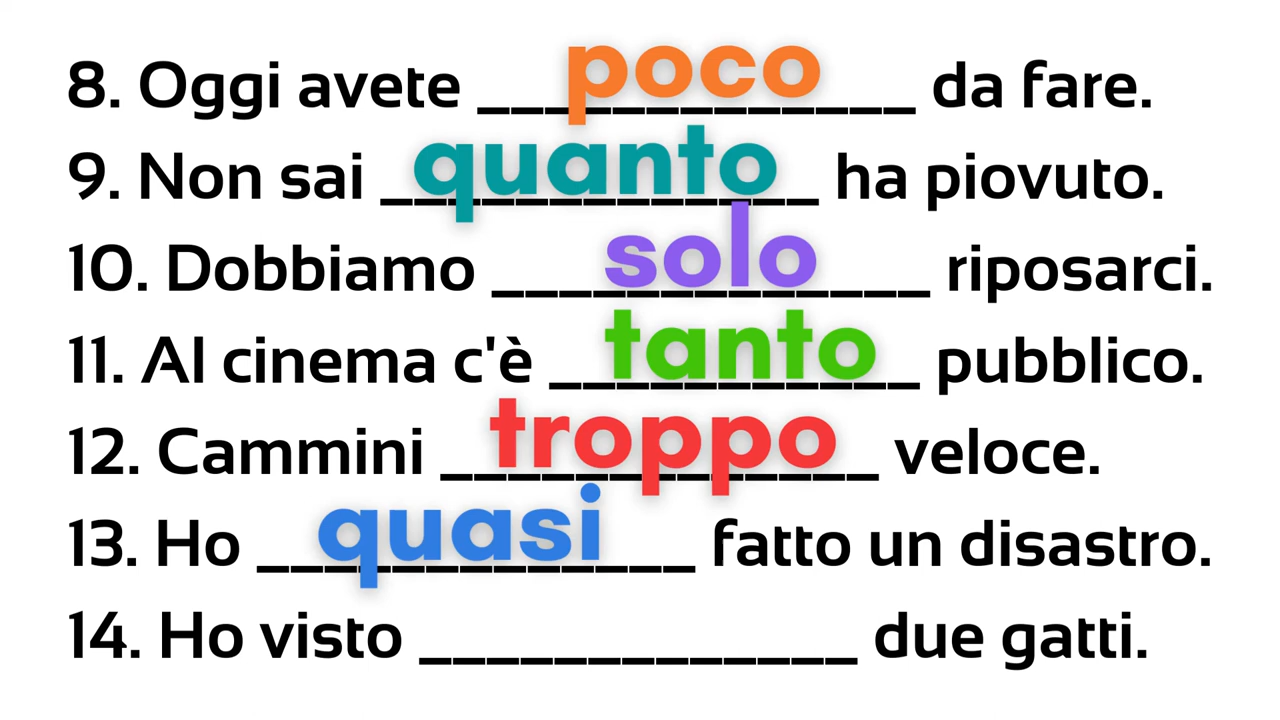 8. Oggi avete poco da fare.
9. Non sai quanto ha piovuto.
10. Dobbiamo solo riposarci.
11. Al cinema c'è tanto pubblico.
12. Cammini troppo veloce.
13. Ho quasi fatto un disastro.
14. Ho visto _____________ due gatti.